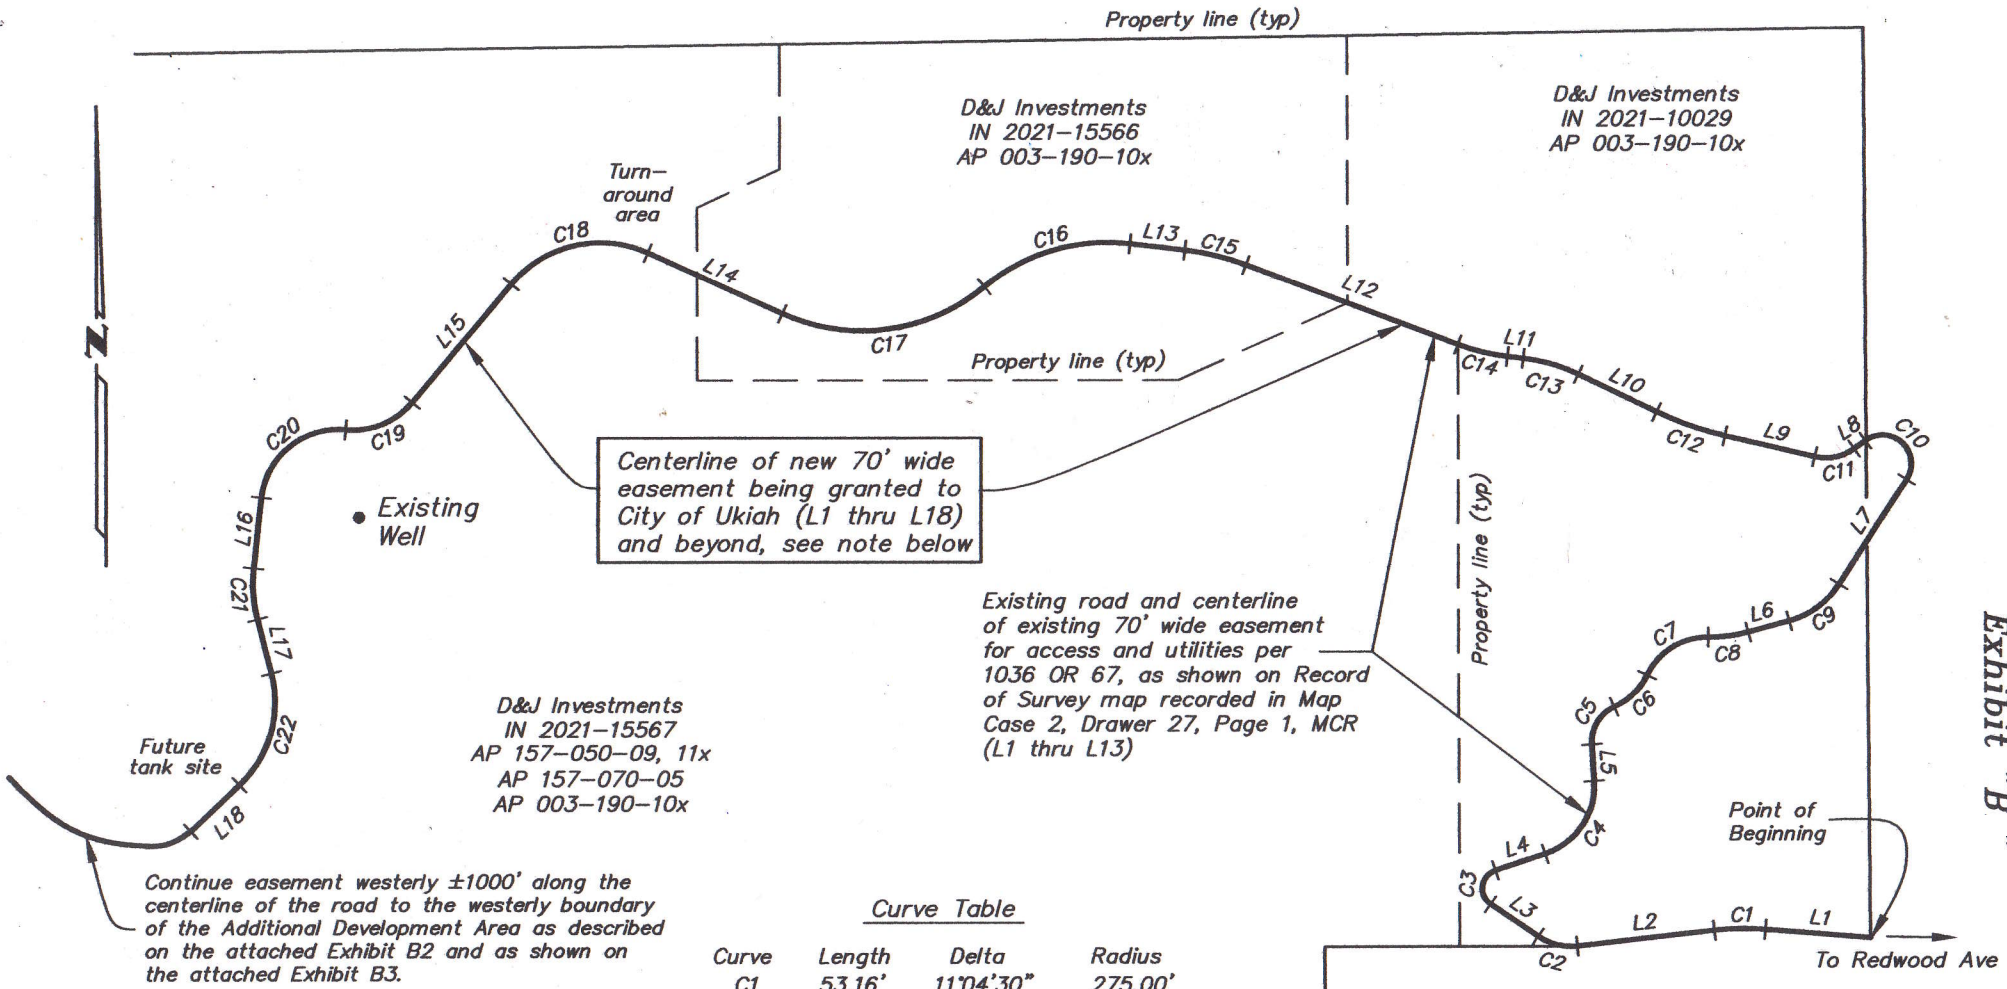 Property line (typ)
D&J Investments
IN 2021-15566
AP 003-190-10x
D&J Investments
IN 2021-10029
AP 003-190-10x
Turn-
around
area
C18
L14
C17
C16
L13
C15
L12
L11
C14
C13
L10
C12
L9
L8
C11
C10
L7
C9
L6
C8
C7
C6
C5
L5
C4
L4
C3
L3
C2
L2
C1
L1
L15
C19
C20
L16
C21
L17
C22
L18
N
Property line (typ)
Property line (typ)
Existing
Well
Centerline of new 70' wide
easement being granted to
City of Ukiah (L1 thru L18)
and beyond, see note below
Existing road and centerline
of existing 70' wide easement
for access and utilities per
1036 OR 67, as shown on Record
of Survey map recorded in Map
Case 2, Drawer 27, Page 1, MCR
(L1 thru L13)
D&J Investments
IN 2021-15567
AP 157-050-09, 11x
AP 157-070-05
AP 003-190-10x
Future
tank site
Point of
Beginning
To Redwood Ave
Exhibit "B"
Continue easement westerly ±1000' along the
centerline of the road to the westerly boundary
of the Additional Development Area as described
on the attached Exhibit B2 and as shown on
the attached Exhibit B3.
Curve Table
Curve Length Delta Radius
C1 53.16' 11°04'30" 275.00'